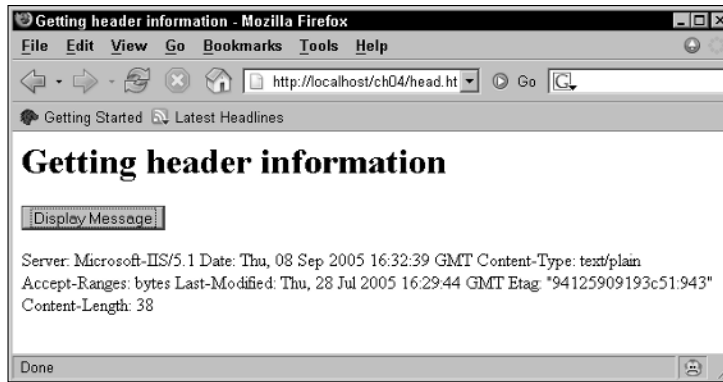 Getting header information - Mozilla Firefox
File Edit View Go Bookmarks Tools Help
http://localhost/ch04/head.ht Go G
Getting Started Latest Headlines
Getting header information
Display Message
Server: Microsoft-IIS/5.1 Date: Thu, 08 Sep 2005 16:32:39 GMT Content-Type: text/plain
Accept-Ranges: bytes Last-Modified: Thu, 28 Jul 2005 16:29:44 GMT Etag: "94125909193c51:943"
Content-Length: 38
Done